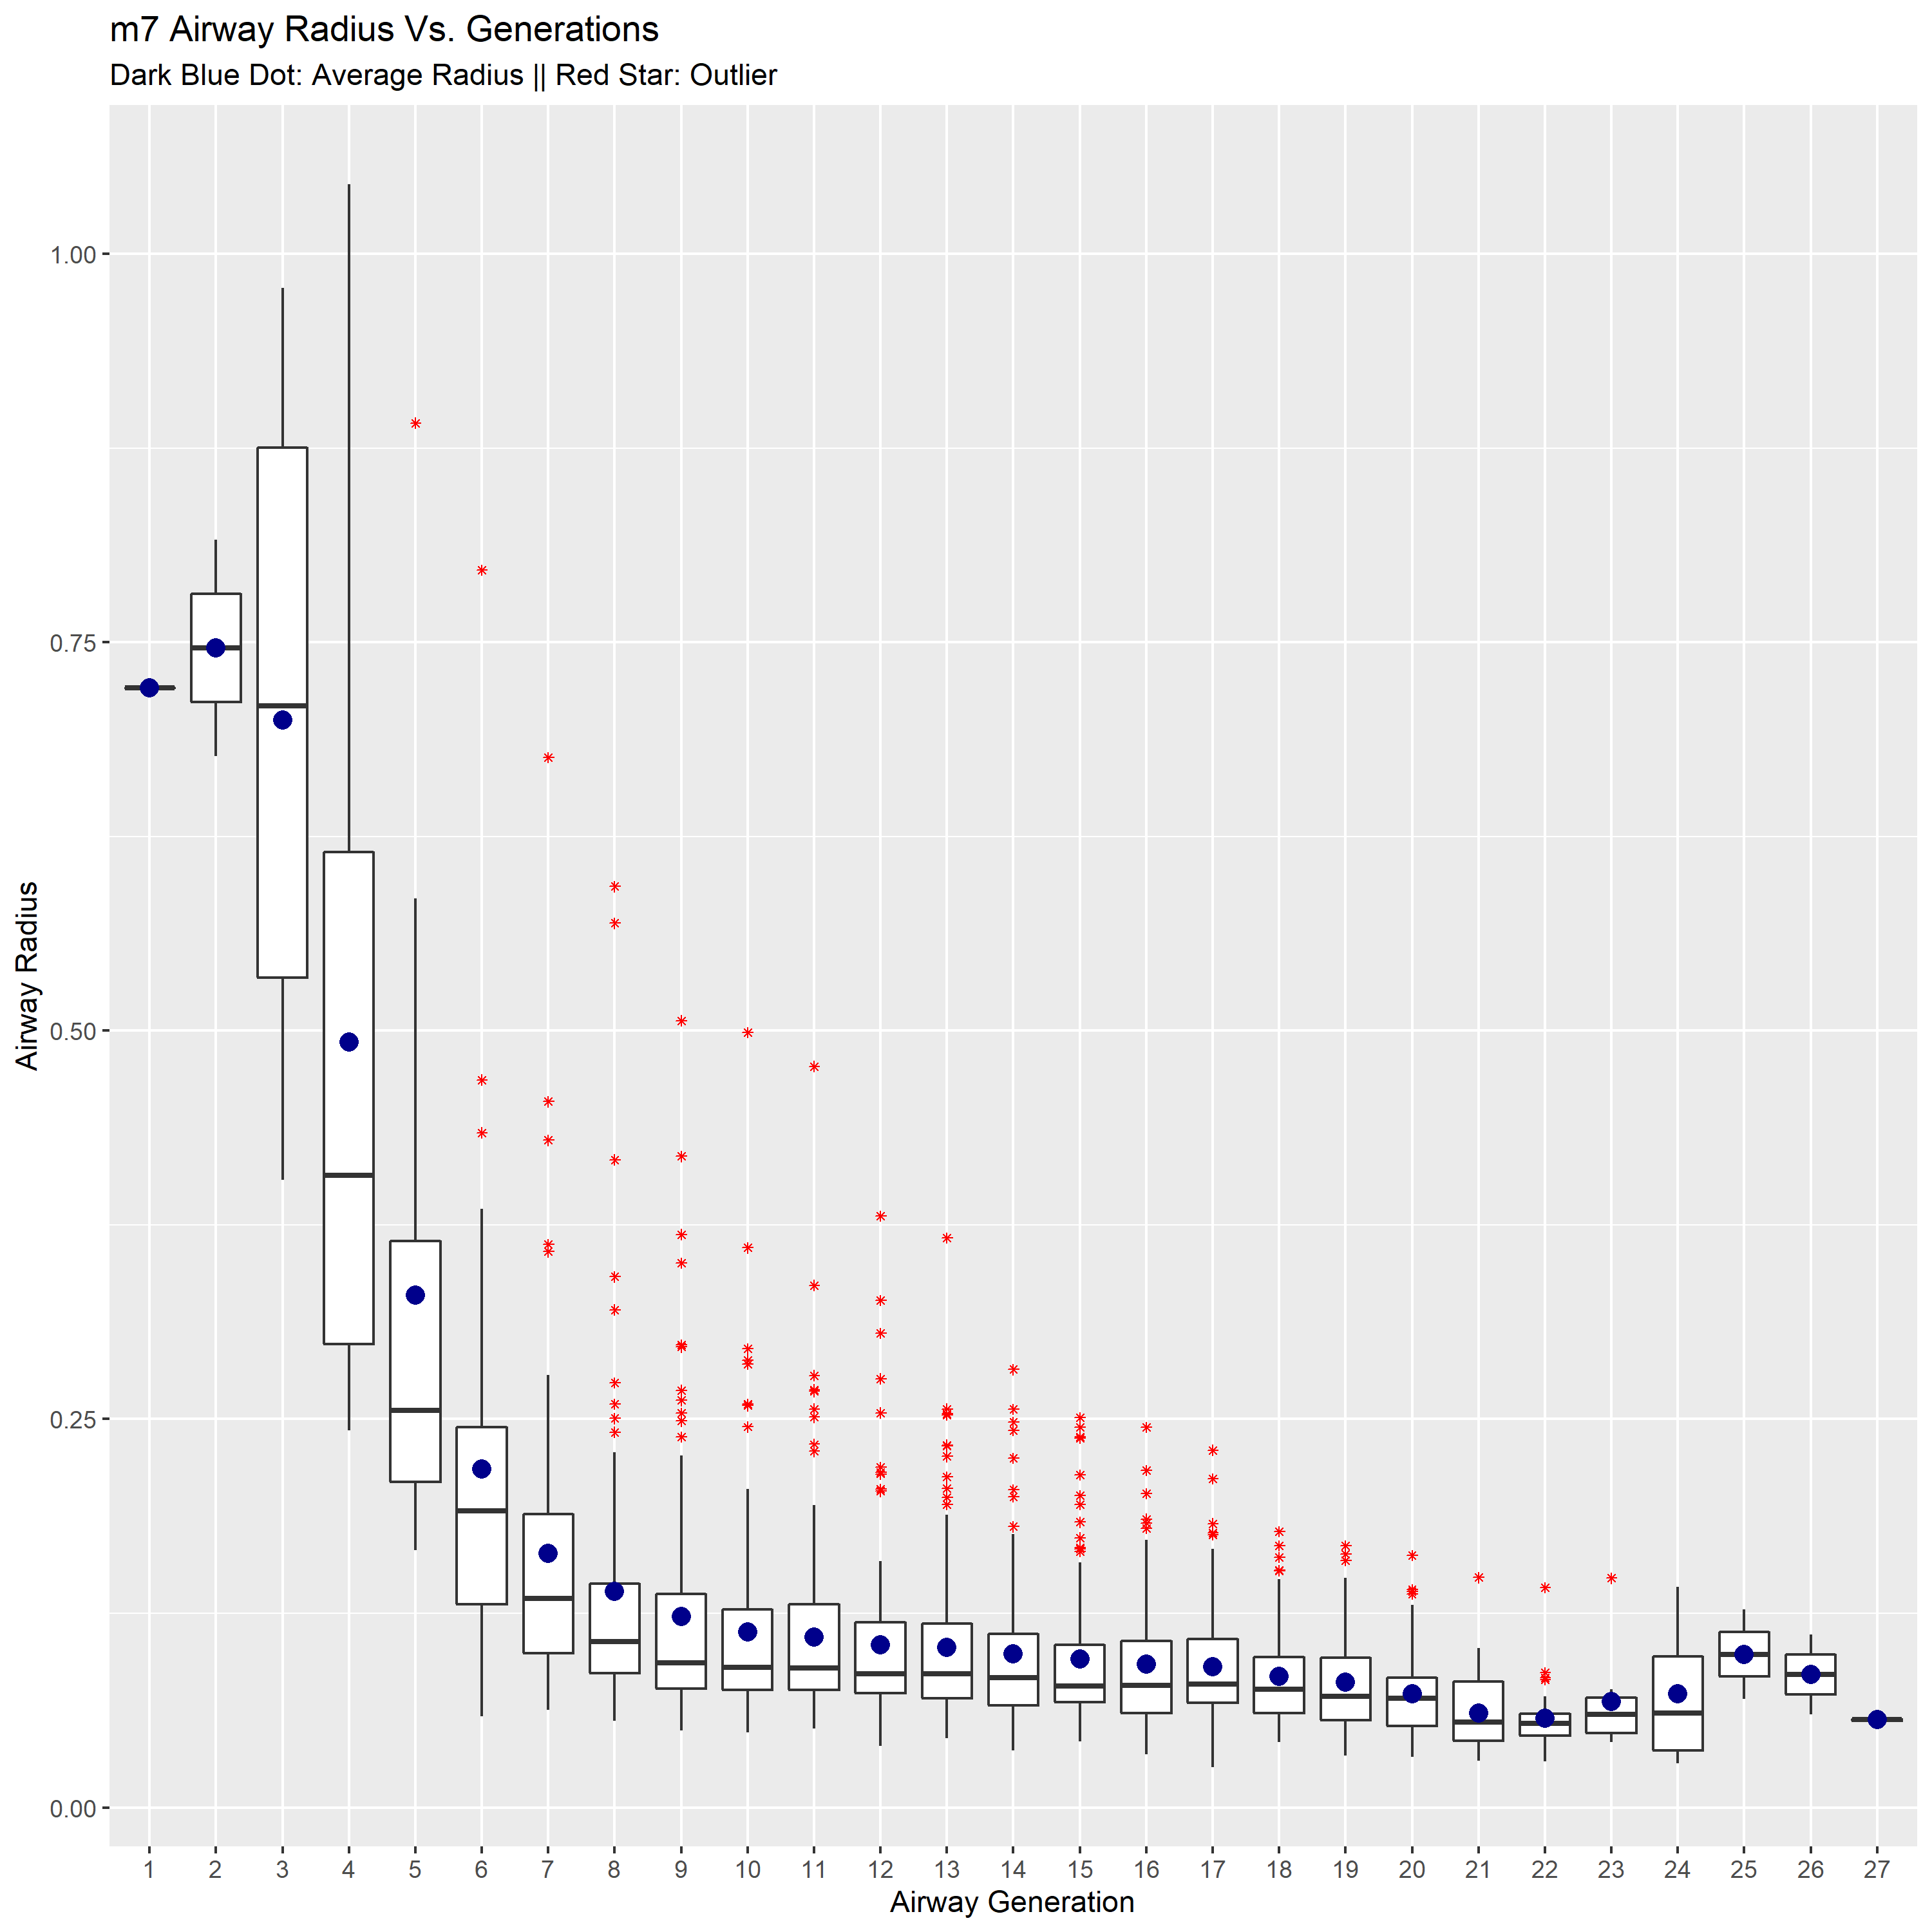 m7 Airway Radius Vs. Generations
Dark Blue Dot: Average Radius || Red Star: Outlier
1.00
0.75
0.50
0.25
0.00
Airway Radius
1 2 3 4 5 6 7 8 9 10 11 12 13 14 15 16 17 18 19 20 21 22 23 24 25 26 27
Airway Generation